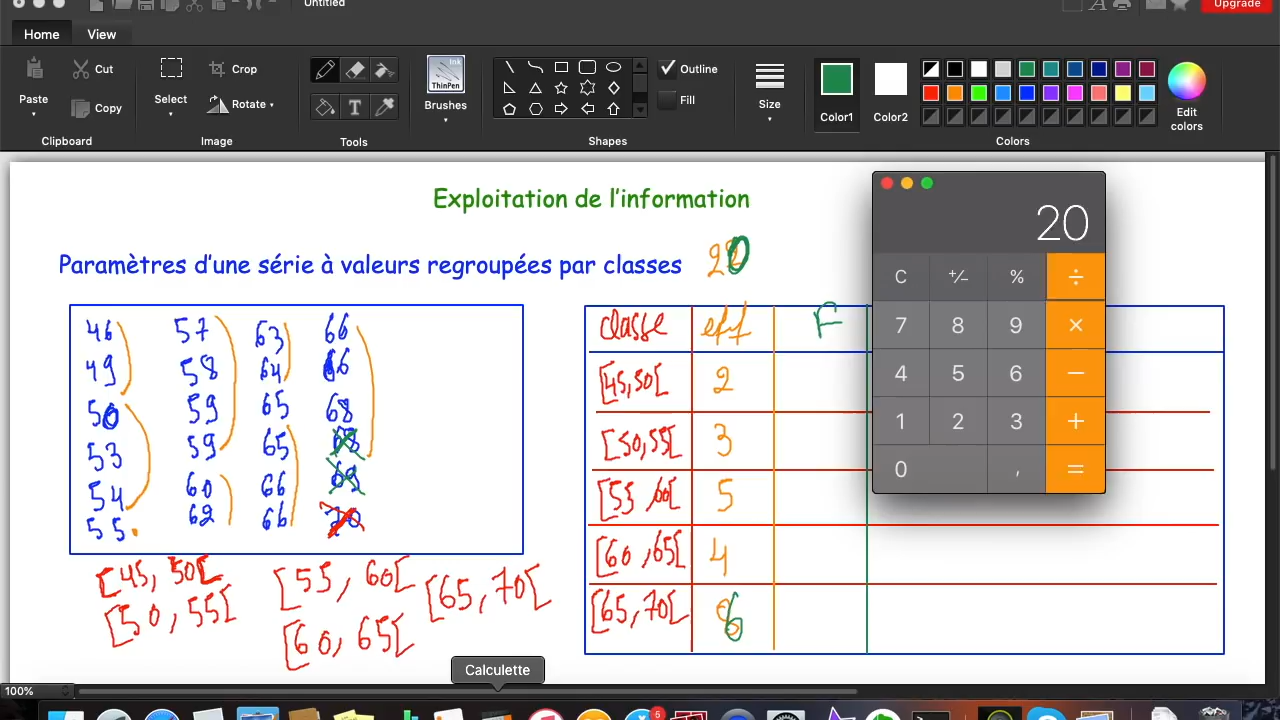 Untitled
Upgrade
Home View
Paste
Cut
Copy
Clipboard
Select
Crop
Rotate
Image
T
Tools
Ink
ThinPen
Brushes
Shapes
Outline
Fill
Size
Color1
Color2
Edit colors
Colors
Exploitation de l'information
Paramètres d'une série à valeurs regroupées par classes
20
46 57 63 66
49 58 64 66
50 59 65 68
53 59 65
54 60 66
55 62 66
[45, 50[
[50, 55[
[55, 60[
[60, 65[
[65, 70[
classe eff F
[45,50[ 2
[50,55[ 3
[55,60[ 5
[60,65[ 4
[65,70[ 6
20
C +/- % ÷
7 8 9 ×
4 5 6 −
1 2 3 +
0 , =
Calculette
100%
6